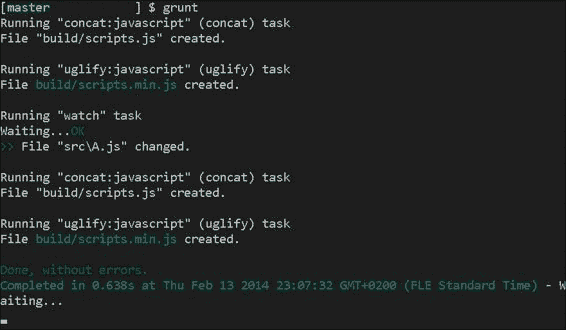 [master ] $ grunt
Running "concat:javascript" (concat) task
File "build/scripts.js" created.
Running "uglify:javascript" (uglify) task
File build/scripts.min.js created.
Running "watch" task
Waiting...OK
>> File "src\A.js" changed.
Running "concat:javascript" (concat) task
File "build/scripts.js" created.
Running "uglify:javascript" (uglify) task
File build/scripts.min.js created.
Done, without errors.
Completed in 0.638s at Thu Feb 13 2014 23:07:32 GMT+0200 (FLE Standard Time) - W
aiting...